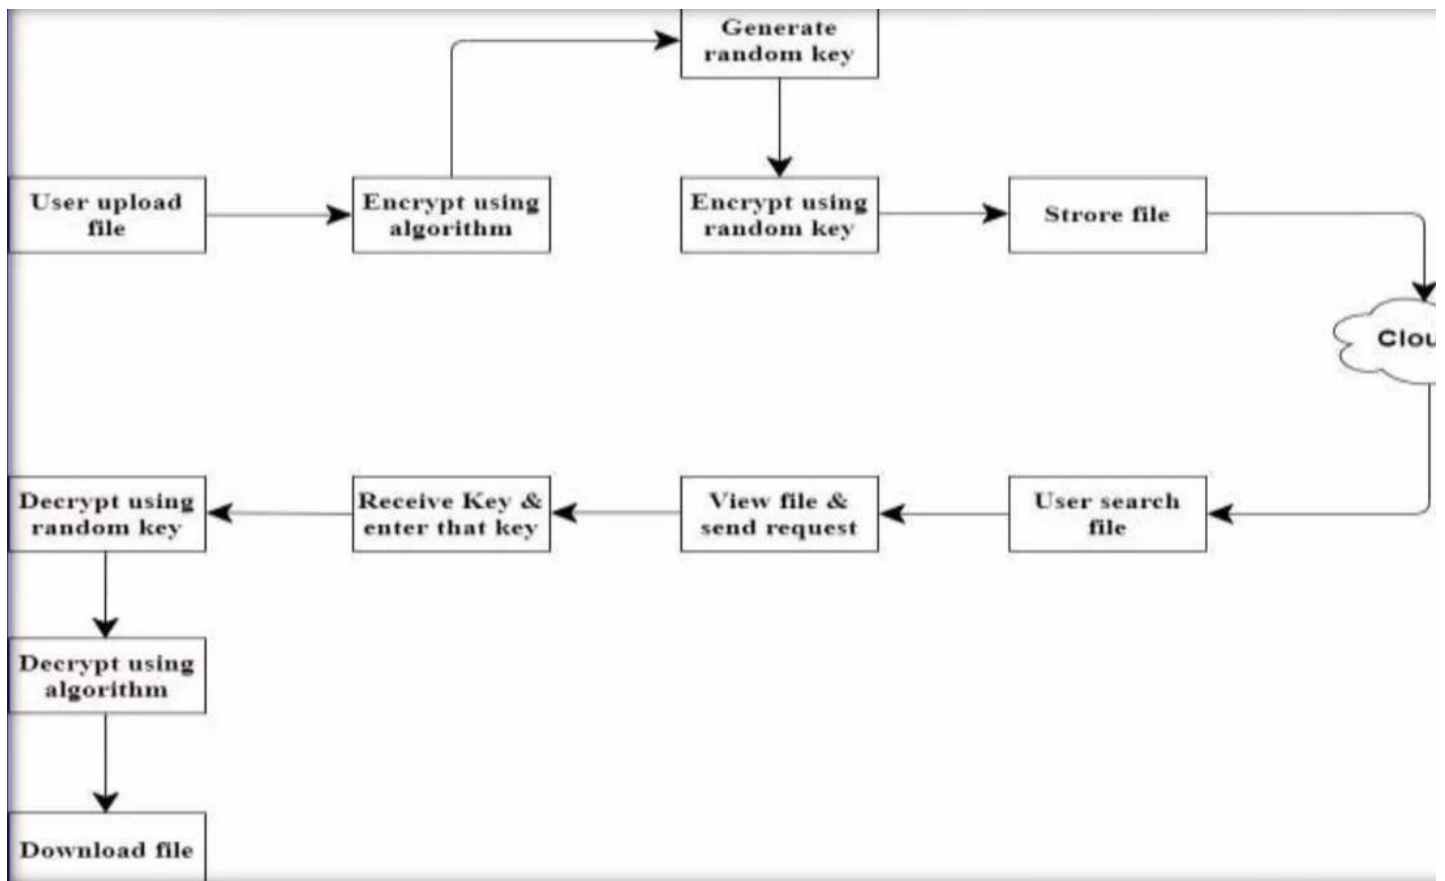 Generate
random key
User upload
file
Encrypt using
algorithm
Encrypt using
random key
Strore file
Clou
Decrypt using
random key
Receive Key &
enter that key
View file &
send request
User search
file
Decrypt using
algorithm
Download file